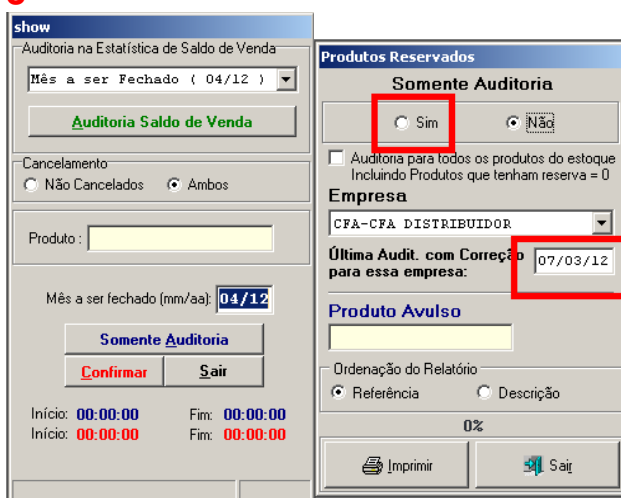 show
Auditoria na Estatística de Saldo de Venda
Mês a ser Fechado ( 04/12 )
Auditoria Saldo de Venda
Cancelamento
Não Cancelados Ambos
Produto :
Mês a ser fechado (mm/aa): 04/12
Somente Auditoria
Confirmar Sair
Início: 00:00:00 Fim: 00:00:00
Início: 00:00:00 Fim: 00:00:00
Produtos Reservados
Somente Auditoria
Sim Não
Auditoria para todos os produtos do estoque
Incluindo Produtos que tenham reserva = 0
Empresa
CFA-CFA DISTRIBUIDOR
Última Audit. com Correção
para essa empresa: 07/03/12
Produto Avulso
Ordenação do Relatório
Referência Descrição
0%
Imprimir Sair